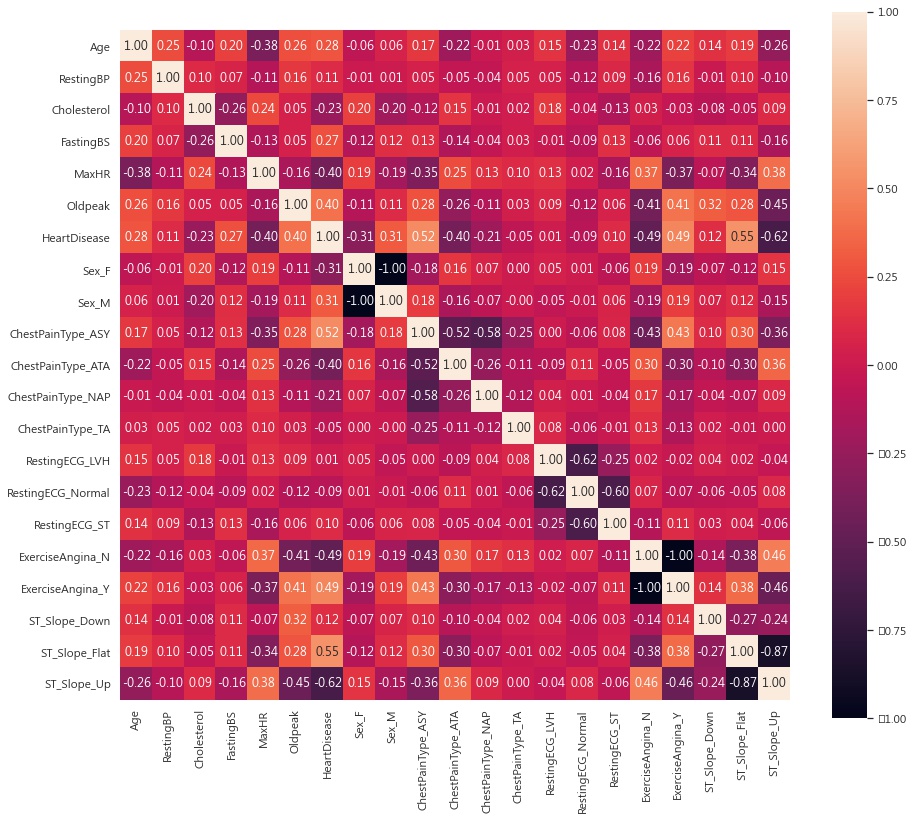 Age 1.00 0.25 -0.10 0.20 -0.38 0.26 0.28 -0.06 0.06 0.17 -0.22 -0.01 0.03 0.15 -0.23 0.14 -0.22 0.22 0.14 0.19 -0.26
RestingBP 0.25 1.00 0.10 0.07 -0.11 0.16 0.11 -0.01 0.01 0.05 -0.05 -0.04 0.05 0.05 -0.12 0.09 -0.16 0.16 -0.01 0.10 -0.10
Cholesterol -0.10 0.10 1.00 -0.26 0.24 0.05 -0.23 0.20 -0.20 -0.12 0.15 -0.01 0.02 0.18 -0.04 -0.13 0.03 -0.03 -0.08 -0.05 0.09
FastingBS 0.20 0.07 -0.26 1.00 -0.13 0.05 0.27 -0.12 0.12 0.13 -0.14 -0.04 0.03 -0.01 -0.09 0.13 -0.06 0.06 0.11 0.11 -0.16
MaxHR -0.38 -0.11 0.24 -0.13 1.00 -0.16 -0.40 0.19 -0.19 -0.35 0.25 0.13 0.10 0.13 0.02 -0.16 0.37 -0.37 -0.07 -0.34 0.38
Oldpeak 0.26 0.16 0.05 0.05 -0.16 1.00 0.40 -0.11 0.11 0.28 -0.26 -0.11 0.03 0.09 -0.12 0.06 -0.41 0.41 0.32 0.28 -0.45
HeartDisease 0.28 0.11 -0.23 0.27 -0.40 0.40 1.00 -0.31 0.31 0.52 -0.40 -0.21 -0.05 0.01 -0.09 0.10 -0.49 0.49 0.12 0.55 -0.62
Sex_F -0.06 -0.01 0.20 -0.12 0.19 -0.11 -0.31 1.00 -1.00 -0.18 0.16 0.07 0.00 0.05 0.01 -0.06 0.19 -0.19 -0.07 -0.12 0.15
Sex_M 0.06 0.01 -0.20 0.12 -0.19 0.11 0.31 -1.00 1.00 0.18 -0.16 -0.07 -0.00 -0.05 -0.01 0.06 -0.19 0.19 0.07 0.12 -0.15
ChestPainType_ASY 0.17 0.05 -0.12 0.13 -0.35 0.28 0.52 -0.18 0.18 1.00 -0.52 -0.58 -0.25 0.00 -0.06 0.08 -0.43 0.43 0.10 0.30 -0.36
ChestPainType_ATA -0.22 -0.05 0.15 -0.14 0.25 -0.26 -0.40 0.16 -0.16 -0.52 1.00 -0.26 -0.11 -0.09 0.11 -0.05 0.30 -0.30 -0.10 -0.30 0.36
ChestPainType_NAP -0.01 -0.04 -0.01 -0.04 0.13 -0.11 -0.21 0.07 -0.07 -0.58 -0.26 1.00 -0.12 0.04 0.01 -0.04 0.17 -0.17 -0.04 -0.07 0.09
ChestPainType_TA 0.03 0.05 0.02 0.03 0.10 0.03 -0.05 0.00 -0.00 -0.25 -0.11 -0.12 1.00 0.08 -0.06 -0.01 0.13 -0.13 0.02 -0.01 0.00
RestingECG_LVH 0.15 0.05 0.18 -0.01 0.13 0.09 0.01 0.05 -0.05 0.00 -0.09 0.04 0.08 1.00 -0.62 -0.25 0.02 -0.02 0.04 0.02 -0.04
RestingECG_Normal -0.23 -0.12 -0.04 -0.09 0.02 -0.12 -0.09 0.01 -0.01 -0.06 0.11 0.01 -0.06 -0.62 1.00 -0.60 0.07 -0.07 -0.06 -0.05 0.08
RestingECG_ST 0.14 0.09 -0.13 0.13 -0.16 0.06 0.10 -0.06 0.06 0.08 -0.05 -0.04 -0.01 -0.25 -0.60 1.00 -0.11 0.11 0.03 0.04 -0.06
ExerciseAngina_N -0.22 -0.16 0.03 -0.06 0.37 -0.41 -0.49 0.19 -0.19 -0.43 0.30 0.17 0.13 0.02 0.07 -0.11 1.00 -1.00 -0.14 -0.38 0.46
ExerciseAngina_Y 0.22 0.16 -0.03 0.06 -0.37 0.41 0.49 -0.19 0.19 0.43 -0.30 -0.17 -0.13 -0.02 -0.07 0.11 -1.00 1.00 0.14 0.38 -0.46
ST_Slope_Down 0.14 -0.01 -0.08 0.11 -0.07 0.32 0.12 -0.07 0.07 0.10 -0.10 -0.04 0.02 0.04 -0.06 0.03 -0.14 0.14 1.00 -0.27 -0.24
ST_Slope_Flat 0.19 0.10 -0.05 0.11 -0.34 0.28 0.55 -0.12 0.12 0.30 -0.30 -0.07 -0.01 0.02 -0.05 0.04 -0.38 0.38 -0.27 1.00 -0.87
ST_Slope_Up -0.26 -0.10 0.09 -0.16 0.38 -0.45 -0.62 0.15 -0.15 -0.36 0.36 0.09 0.00 -0.04 0.08 -0.06 0.46 -0.46 -0.24 -0.87 1.00
Age
RestingBP
Cholesterol
FastingBS
MaxHR
Oldpeak
HeartDisease
Sex_F
Sex_M
ChestPainType_ASY
ChestPainType_ATA
ChestPainType_NAP
ChestPainType_TA
RestingECG_LVH
RestingECG_Normal
RestingECG_ST
ExerciseAngina_N
ExerciseAngina_Y
ST_Slope_Down
ST_Slope_Flat
ST_Slope_Up
1.00
0.75
0.50
0.25
0.00
□0.25
□0.50
□0.75
□1.00